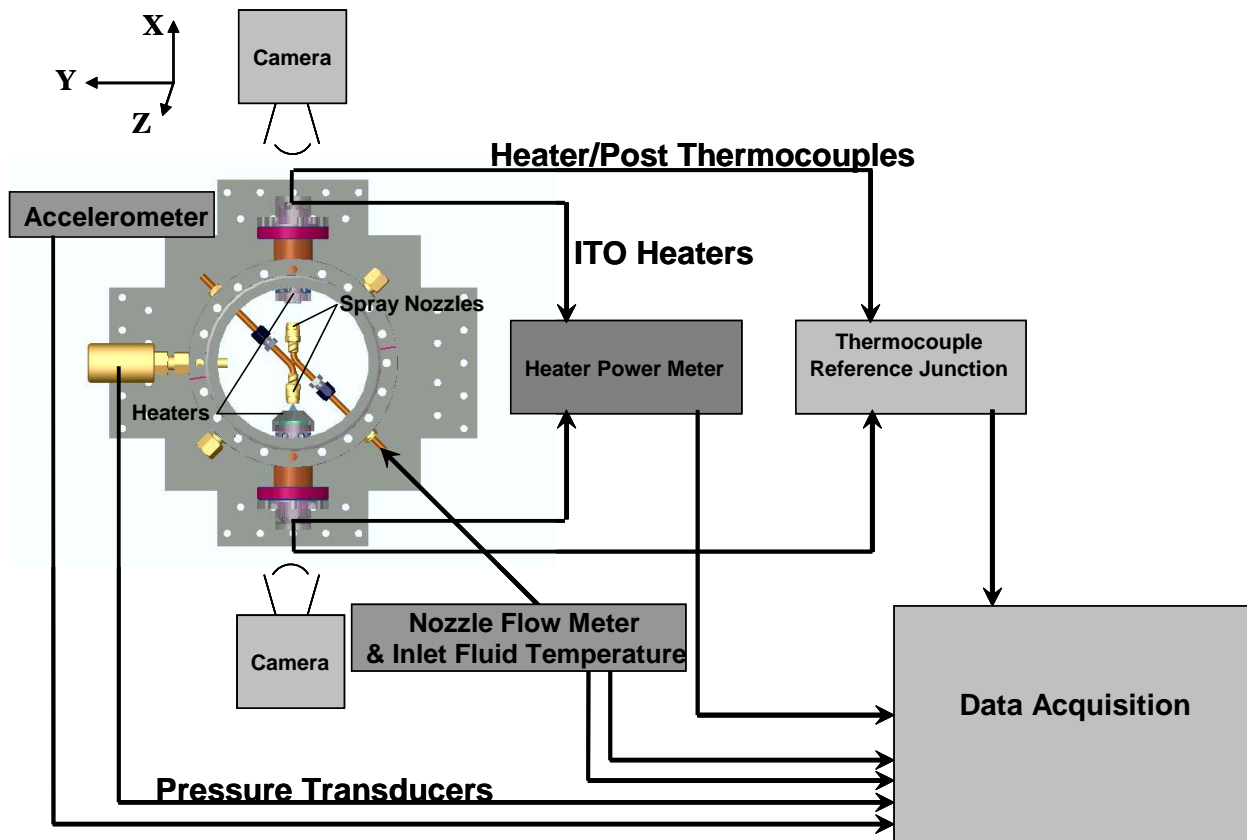 X
Y
Z
Camera
Heater/Post Thermocouples
Accelerometer
ITO Heaters
Spray Nozzles
Heaters
Heater Power Meter
Thermocouple
Reference Junction
Nozzle Flow Meter
& Inlet Fluid Temperature
Camera
Data Acquisition
Pressure Transducers